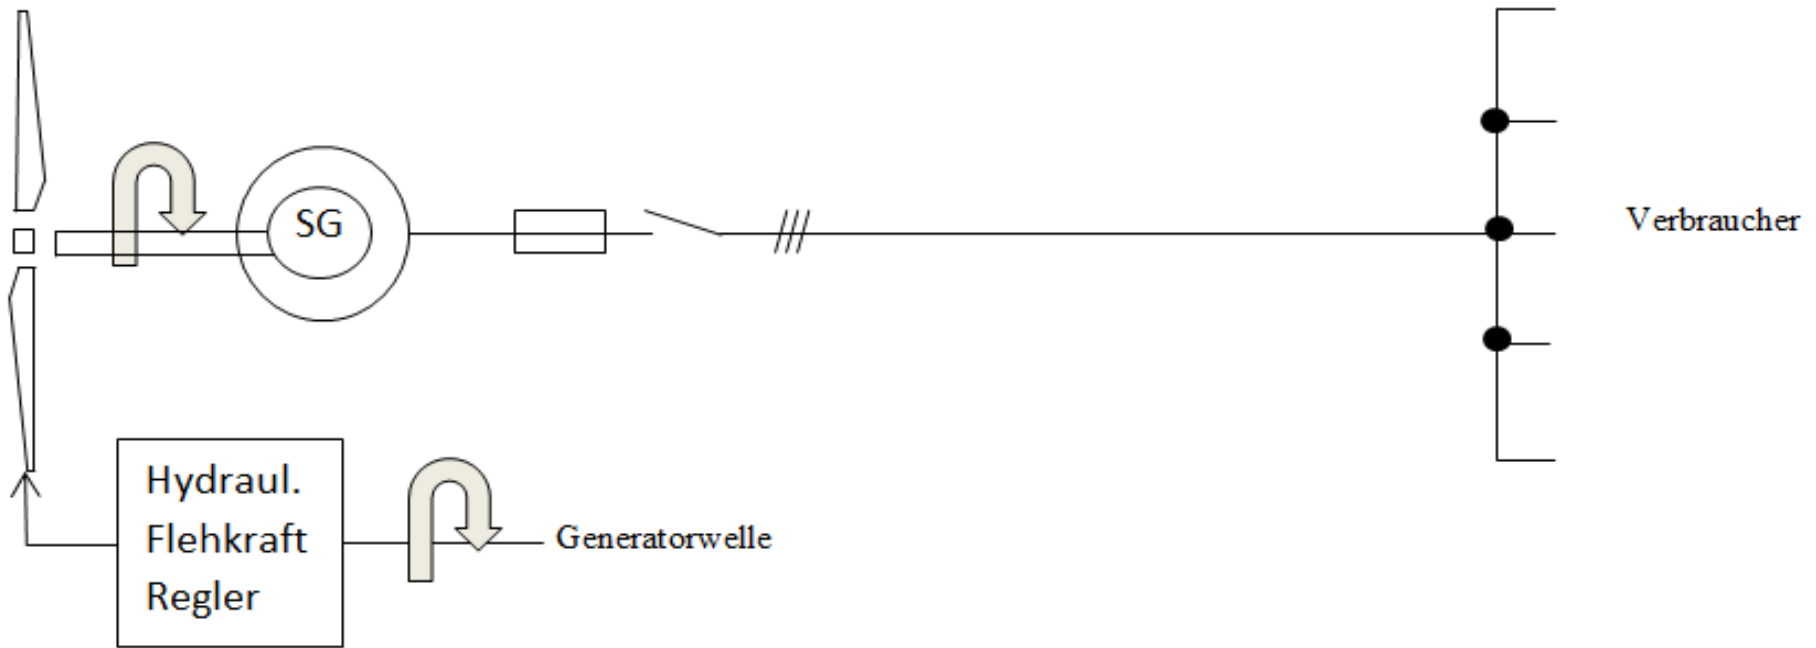 SG
Verbraucher
Hydraul.
Flehkraft
Regler
Generatorwelle